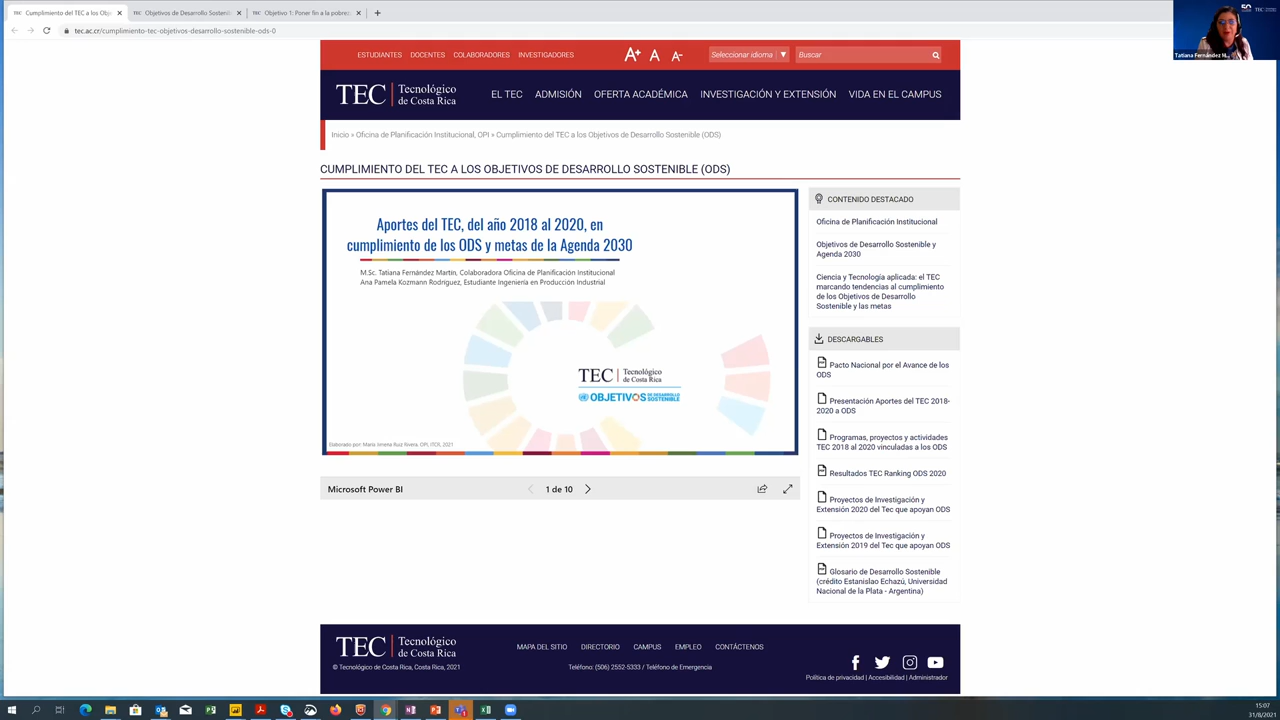 Cumplimiento del TEC a los Obj
Objetivos de Desarrollo Sostenib
Objetivo 1: Poner fin a la pobrez
tec.ac.cr/cumplimiento-tec-objetivos-desarrollo-sostenible-ods-0
Tatiana Fernández M...
ESTUDIANTES DOCENTES COLABORADORES INVESTIGADORES
A+ A A-
Seleccionar idioma ▼
Buscar
TEC | Tecnológico de Costa Rica
EL TEC ADMISIÓN OFERTA ACADÉMICA INVESTIGACIÓN Y EXTENSIÓN VIDA EN EL CAMPUS
Inicio » Oficina de Planificación Institucional, OPI » Cumplimiento del TEC a los Objetivos de Desarrollo Sostenible (ODS)
CUMPLIMIENTO DEL TEC A LOS OBJETIVOS DE DESARROLLO SOSTENIBLE (ODS)
Aportes del TEC, del año 2018 al 2020, en
cumplimiento de los ODS y metas de la Agenda 2030
M.Sc. Tatiana Fernández Martín, Colaboradora Oficina de Planificación Institucional
Ana Pamela Kozmann Rodríguez, Estudiante Ingeniería en Producción Industrial
TEC | Tecnológico
de Costa Rica
OBJETIVOS DE DESARROLLO
SOSTENIBLE
Microsoft Power BI
1 de 10
CONTENIDO DESTACADO
Oficina de Planificación Institucional
Objetivos de Desarrollo Sostenible y
Agenda 2030
Ciencia y Tecnología aplicada: el TEC
marcando tendencias al cumplimiento
de los Objetivos de Desarrollo
Sostenible y las metas
DESCARGABLES
Pacto Nacional por el Avance de los
ODS
Presentación Aportes del TEC 2018-
2020 a ODS
Programas, proyectos y actividades
TEC 2018 al 2020 vinculadas a los ODS
Resultados TEC Ranking ODS 2020
Proyectos de Investigación y
Extensión 2020 del Tec que apoyan ODS
Proyectos de Investigación y
Extensión 2019 del Tec que apoyan ODS
Glosario de Desarrollo Sostenible
(crédito Estanislao Echazú, Universidad
Nacional de la Plata - Argentina)
TEC | Tecnológico
de Costa Rica
© Tecnológico de Costa Rica, Costa Rica, 2021
MAPA DEL SITIO DIRECTORIO CAMPUS EMPLEO CONTÁCTENOS
Teléfono: (506) 2552-5333 / Teléfono de Emergencia
Política de privacidad | Accesibilidad | Administrador
15:07
31/8/2021